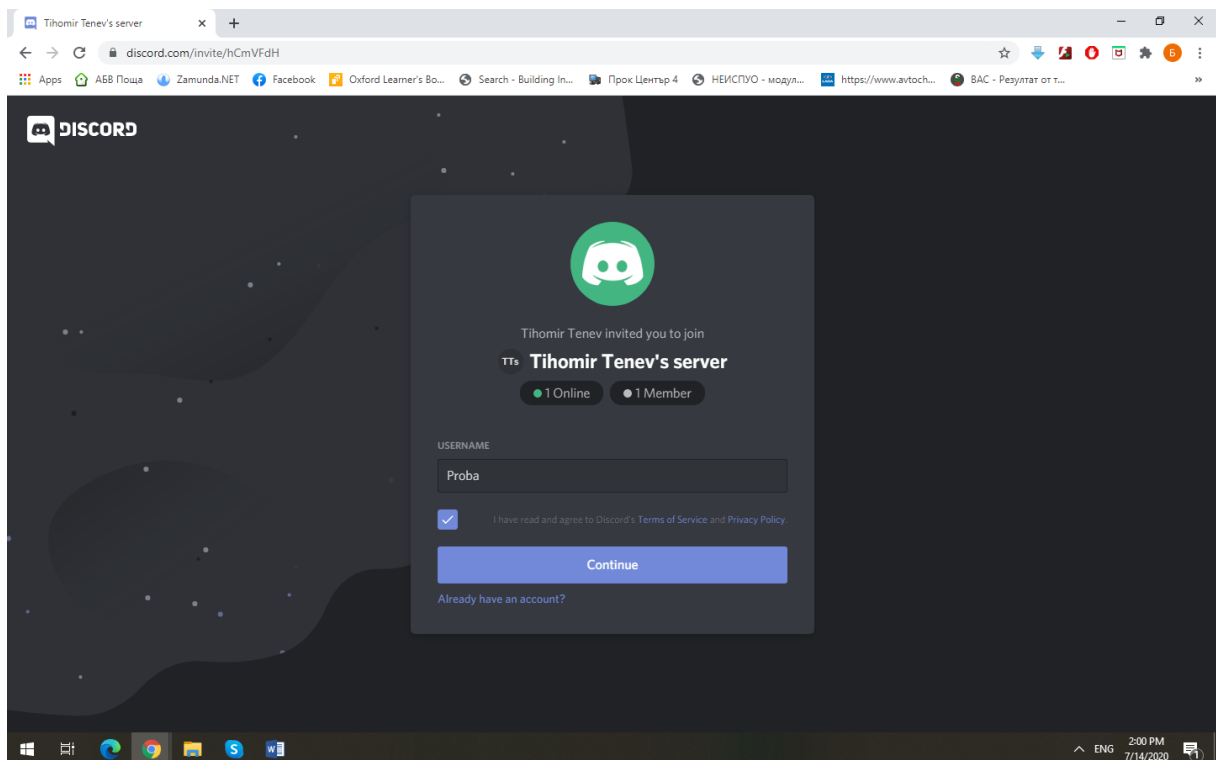 Tihomir Tenev's server
discord.com/invite/hCmVFdH
Apps АБВ Поща Zamunda.NET Facebook Oxford Learner's Bo... Search - Building In... Прок Център 4 НЕИСПУО - модул... https://www.avtoch... ВАС - Резултат от т... »
DISCORD
Tihomir Tenev invited you to join
TTs Tihomir Tenev's server
1 Online 1 Member
USERNAME
Proba
I have read and agree to Discord's Terms of Service and Privacy Policy.
Continue
Already have an account?
ENG
2:00 PM
7/14/2020